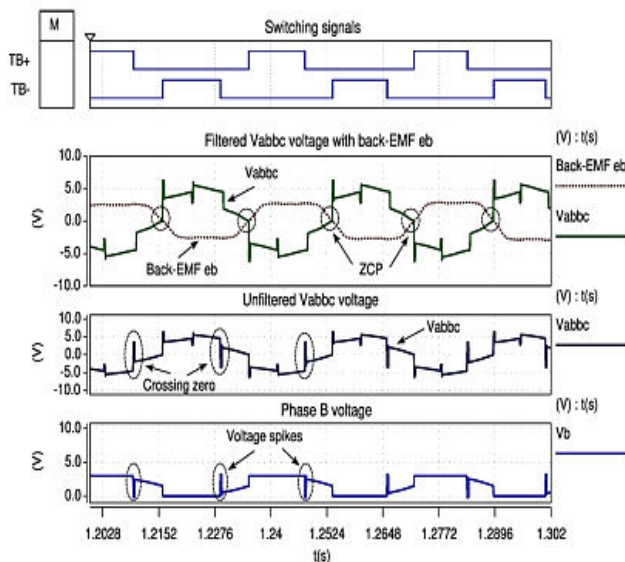 M
Switching signals
TB+
TB-
Filtered Vabbc voltage with back-EMF eb
(V) : t(s)
10.0
5.0
0.0
-5.0
-10.0
(V)
Vabbc
Back-EMF eb
ZCP
Back-EMF eb
Vabbc
Unfiltered Vabbc voltage
(V) : t(s)
10.0
5.0
0.0
-5.0
-10.0
(V)
Vabbc
Crossing zero
Vabbc
Phase B voltage
(V) : t(s)
10.0
5.0
0.0
(V)
Voltage spikes
Vb
1.2028 1.2152 1.2276 1.24 1.2524 1.2648 1.2772 1.2896 1.302
t(s)